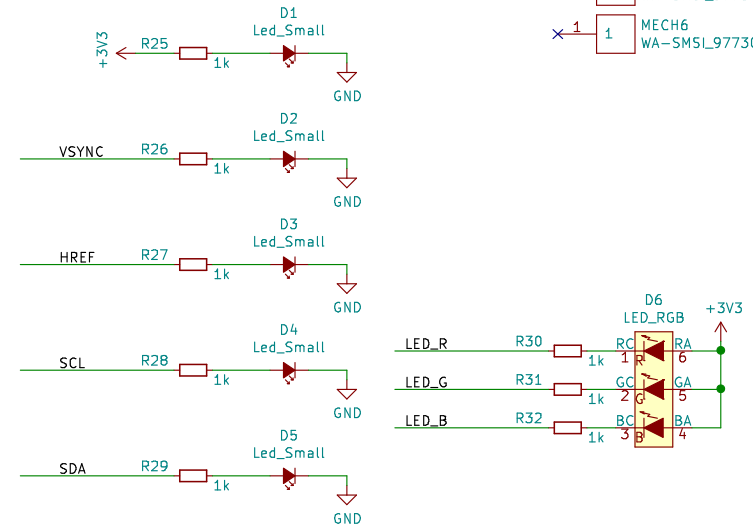 D1
Led_Small
+3V3
R25
1k
GND
D2
Led_Small
VSYNC
R26
1k
GND
D3
Led_Small
HREF
R27
1k
GND
D4
Led_Small
SCL
R28
1k
GND
D5
Led_Small
SDA
R29
1k
GND
1
1
MECH6
WA-SMSI_9773
D6
LED_RGB
+3V3
LED_R
R30
1k
RC
1
R
RA
6
LED_G
R31
1k
GC
2
G
GA
5
LED_B
R32
1k
BC
3
B
BA
4